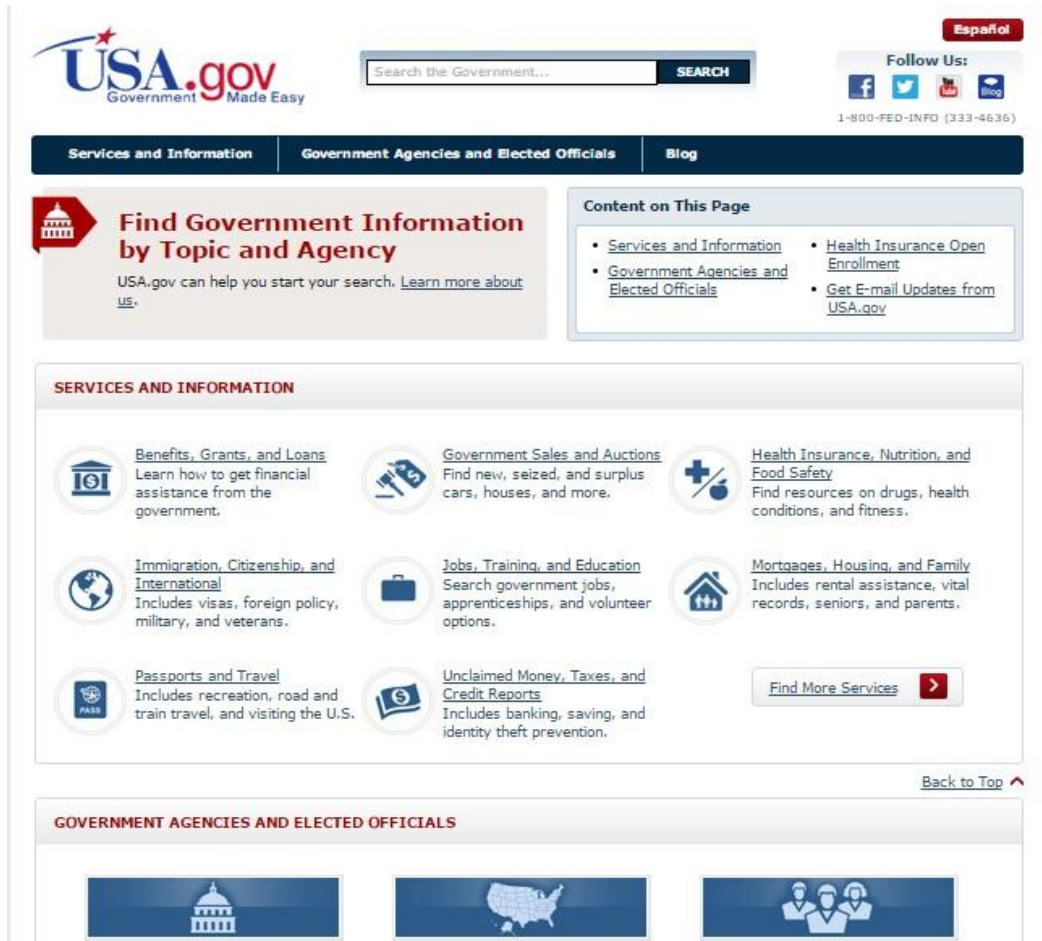 Español
USA.gov
Government Made Easy
Search the Government...
SEARCH
Follow Us:
Blog
1-800-FED-INFO (333-4636)
Services and Information
Government Agencies and Elected Officials
Blog
Find Government Information
by Topic and Agency
USA.gov can help you start your search. Learn more about
us.
Content on This Page
• Services and Information
• Government Agencies and
Elected Officials
• Health Insurance Open
Enrollment
• Get E-mail Updates from
USA.gov
SERVICES AND INFORMATION
Benefits, Grants, and Loans
Learn how to get financial
assistance from the
government.
Government Sales and Auctions
Find new, seized, and surplus
cars, houses, and more.
Health Insurance, Nutrition, and
Food Safety
Find resources on drugs, health
conditions, and fitness.
Immigration, Citizenship, and
International
Includes visas, foreign policy,
military, and veterans.
Jobs, Training, and Education
Search government jobs,
apprenticeships, and volunteer
options.
Mortgages, Housing, and Family
Includes rental assistance, vital
records, seniors, and parents.
PASS
Passports and Travel
Includes recreation, road and
train travel, and visiting the U.S.
Unclaimed Money, Taxes, and
Credit Reports
Includes banking, saving, and
identity theft prevention.
Find More Services
Back to Top
GOVERNMENT AGENCIES AND ELECTED OFFICIALS